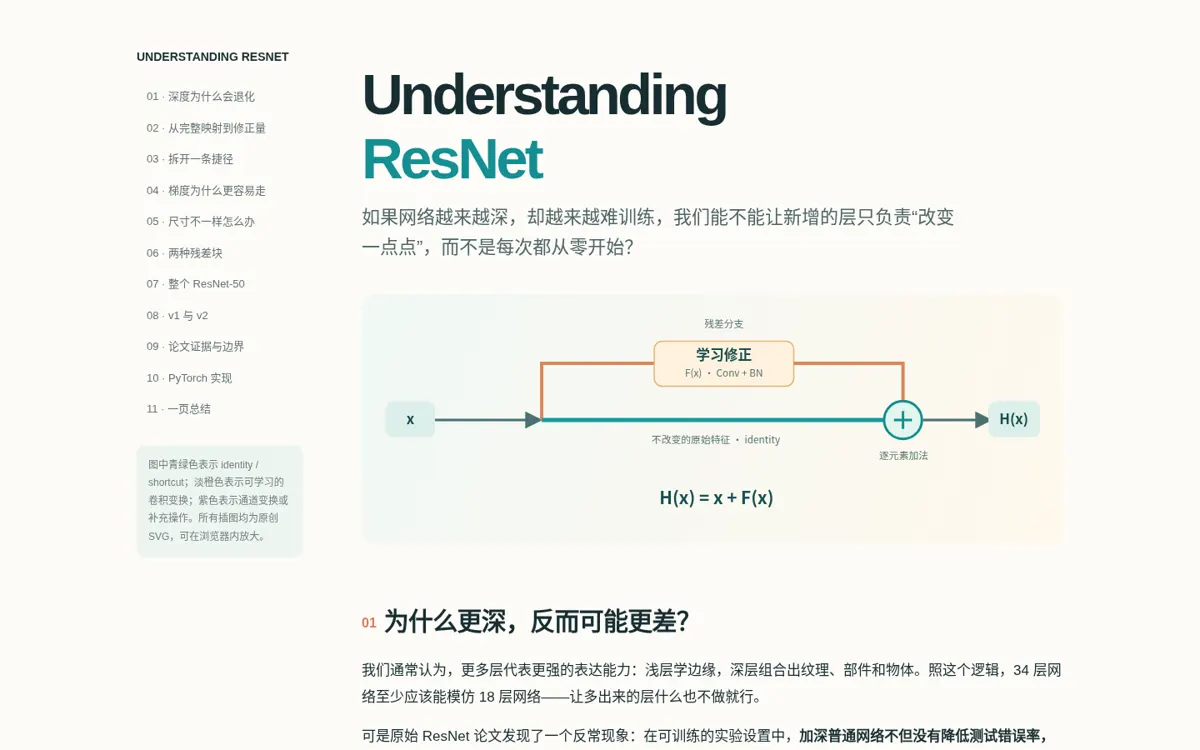 UNDERSTANDING RESNET
01 · 深度为什么会退化
02 · 从完整映射到修正量
03 · 拆开一条捷径
04 · 梯度为什么更容易走
05 · 尺寸不一样怎么办
06 · 两种残差块
07 · 整个 ResNet-50
08 · v1 与 v2
09 · 论文证据与边界
10 · PyTorch 实现
11 · 一页总结
图中青绿色表示 identity /
shortcut；淡橙色表示可学习的
卷积变换；紫色表示通道变换或
补充操作。所有插图均为原创
SVG，可在浏览器内放大。
Understanding
ResNet
如果网络越来越深，却越来越难训练，我们能不能让新增的层只负责“改变
一点点”，而不是每次都从零开始？
残差分支
学习修正
F(x) · Conv + BN
x
+
H(x)
不改变的原始特征 · identity
逐元素加法
H(x) = x + F(x)
01 为什么更深，反而可能更差？
我们通常认为，更多层代表更强的表达能力：浅层学边缘，深层组合出纹理、部件和物体。照这个逻辑，34 层网
络至少应该能模仿 18 层网络——让多出来的层什么也不做就行。
可是原始 ResNet 论文发现了一个反常现象：在可训练的实验设置中，加深普通网络不但没有降低测试错误率，